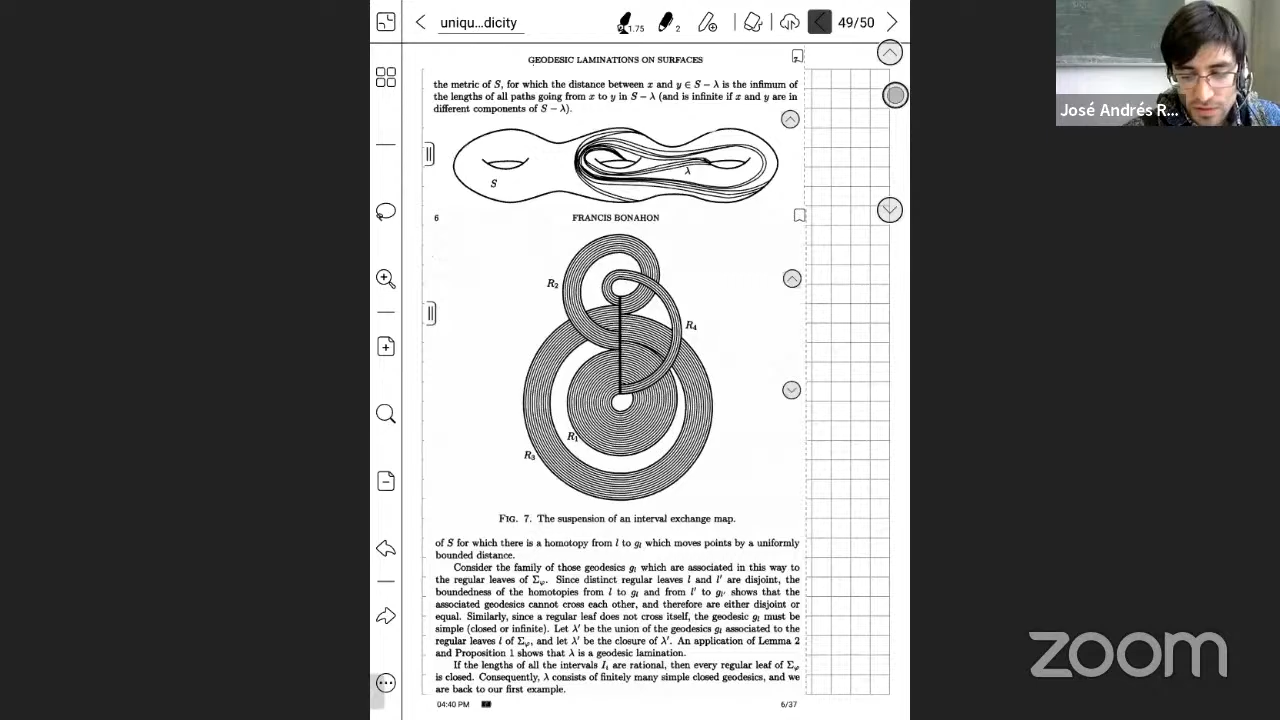 uniqu...dicity
1.75
2
49/50
GEODESIC LAMINATIONS ON SURFACES
the metric of S, for which the distance between x and y ∈ S − λ is the infimum of
the lengths of all paths going from x to y in S − λ (and is infinite if x and y are in
different components of S − λ).
S
λ
6
FRANCIS BONAHON
R₂
R₄
R₁
R₃
FIG. 7. The suspension of an interval exchange map.
of S for which there is a homotopy from l to gₗ which moves points by a uniformly
bounded distance.
Consider the family of those geodesics gₗ which are associated in this way to
the regular leaves of Σφ. Since distinct regular leaves l and l′ are disjoint, the
boundedness of the homotopies from l to gₗ and from l′ to gₗ′ shows that the
associated geodesics cannot cross each other, and therefore are either disjoint or
equal. Similarly, since a regular leaf does not cross itself, the geodesic gₗ must be
simple (closed or infinite). Let λ′ be the union of the geodesics gₗ associated to the
regular leaves l of Σφ, and let λ′ be the closure of λ′. An application of Lemma 2
and Proposition 1 shows that λ is a geodesic lamination.
If the lengths of all the intervals Iᵢ are rational, then every regular leaf of Σφ
is closed. Consequently, λ consists of finitely many simple closed geodesics, and we
are back to our first example.
04:40 PM
6/37
José Andrés R...
zoom